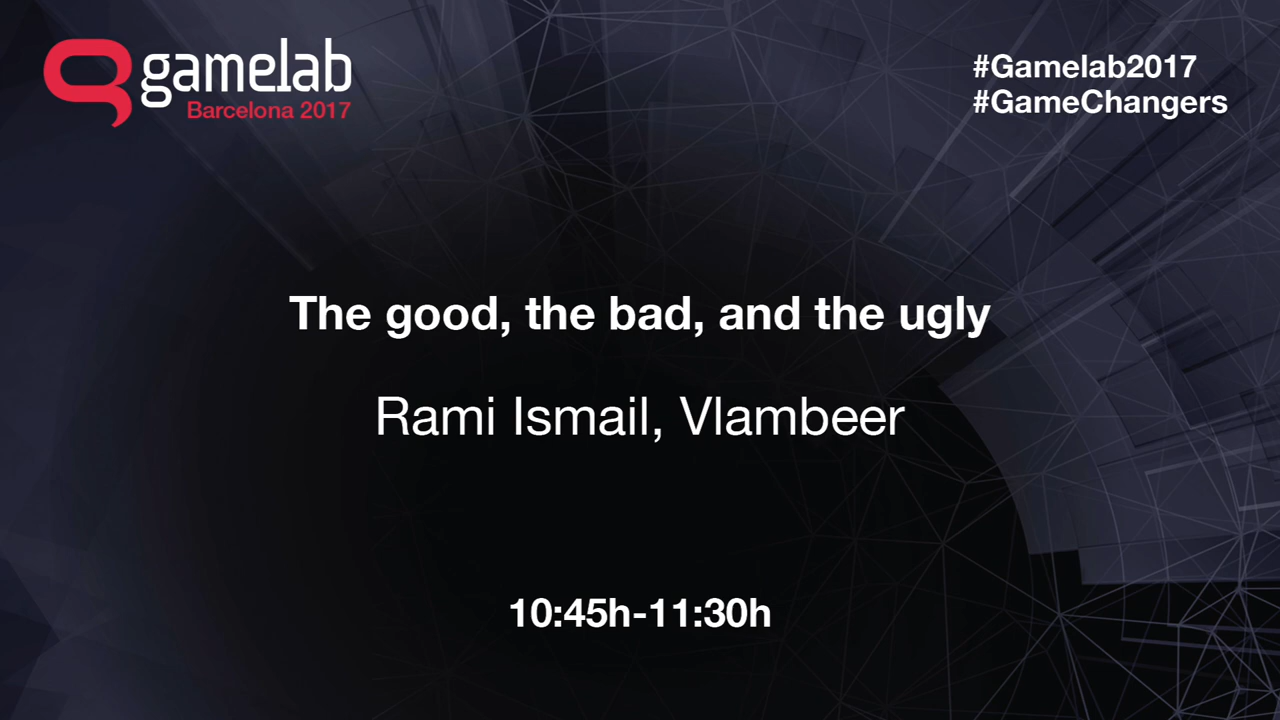 gamelab
Barcelona 2017
#Gamelab2017
#GameChangers
The good, the bad, and the ugly
Rami Ismail, Vlambeer
10:45h-11:30h